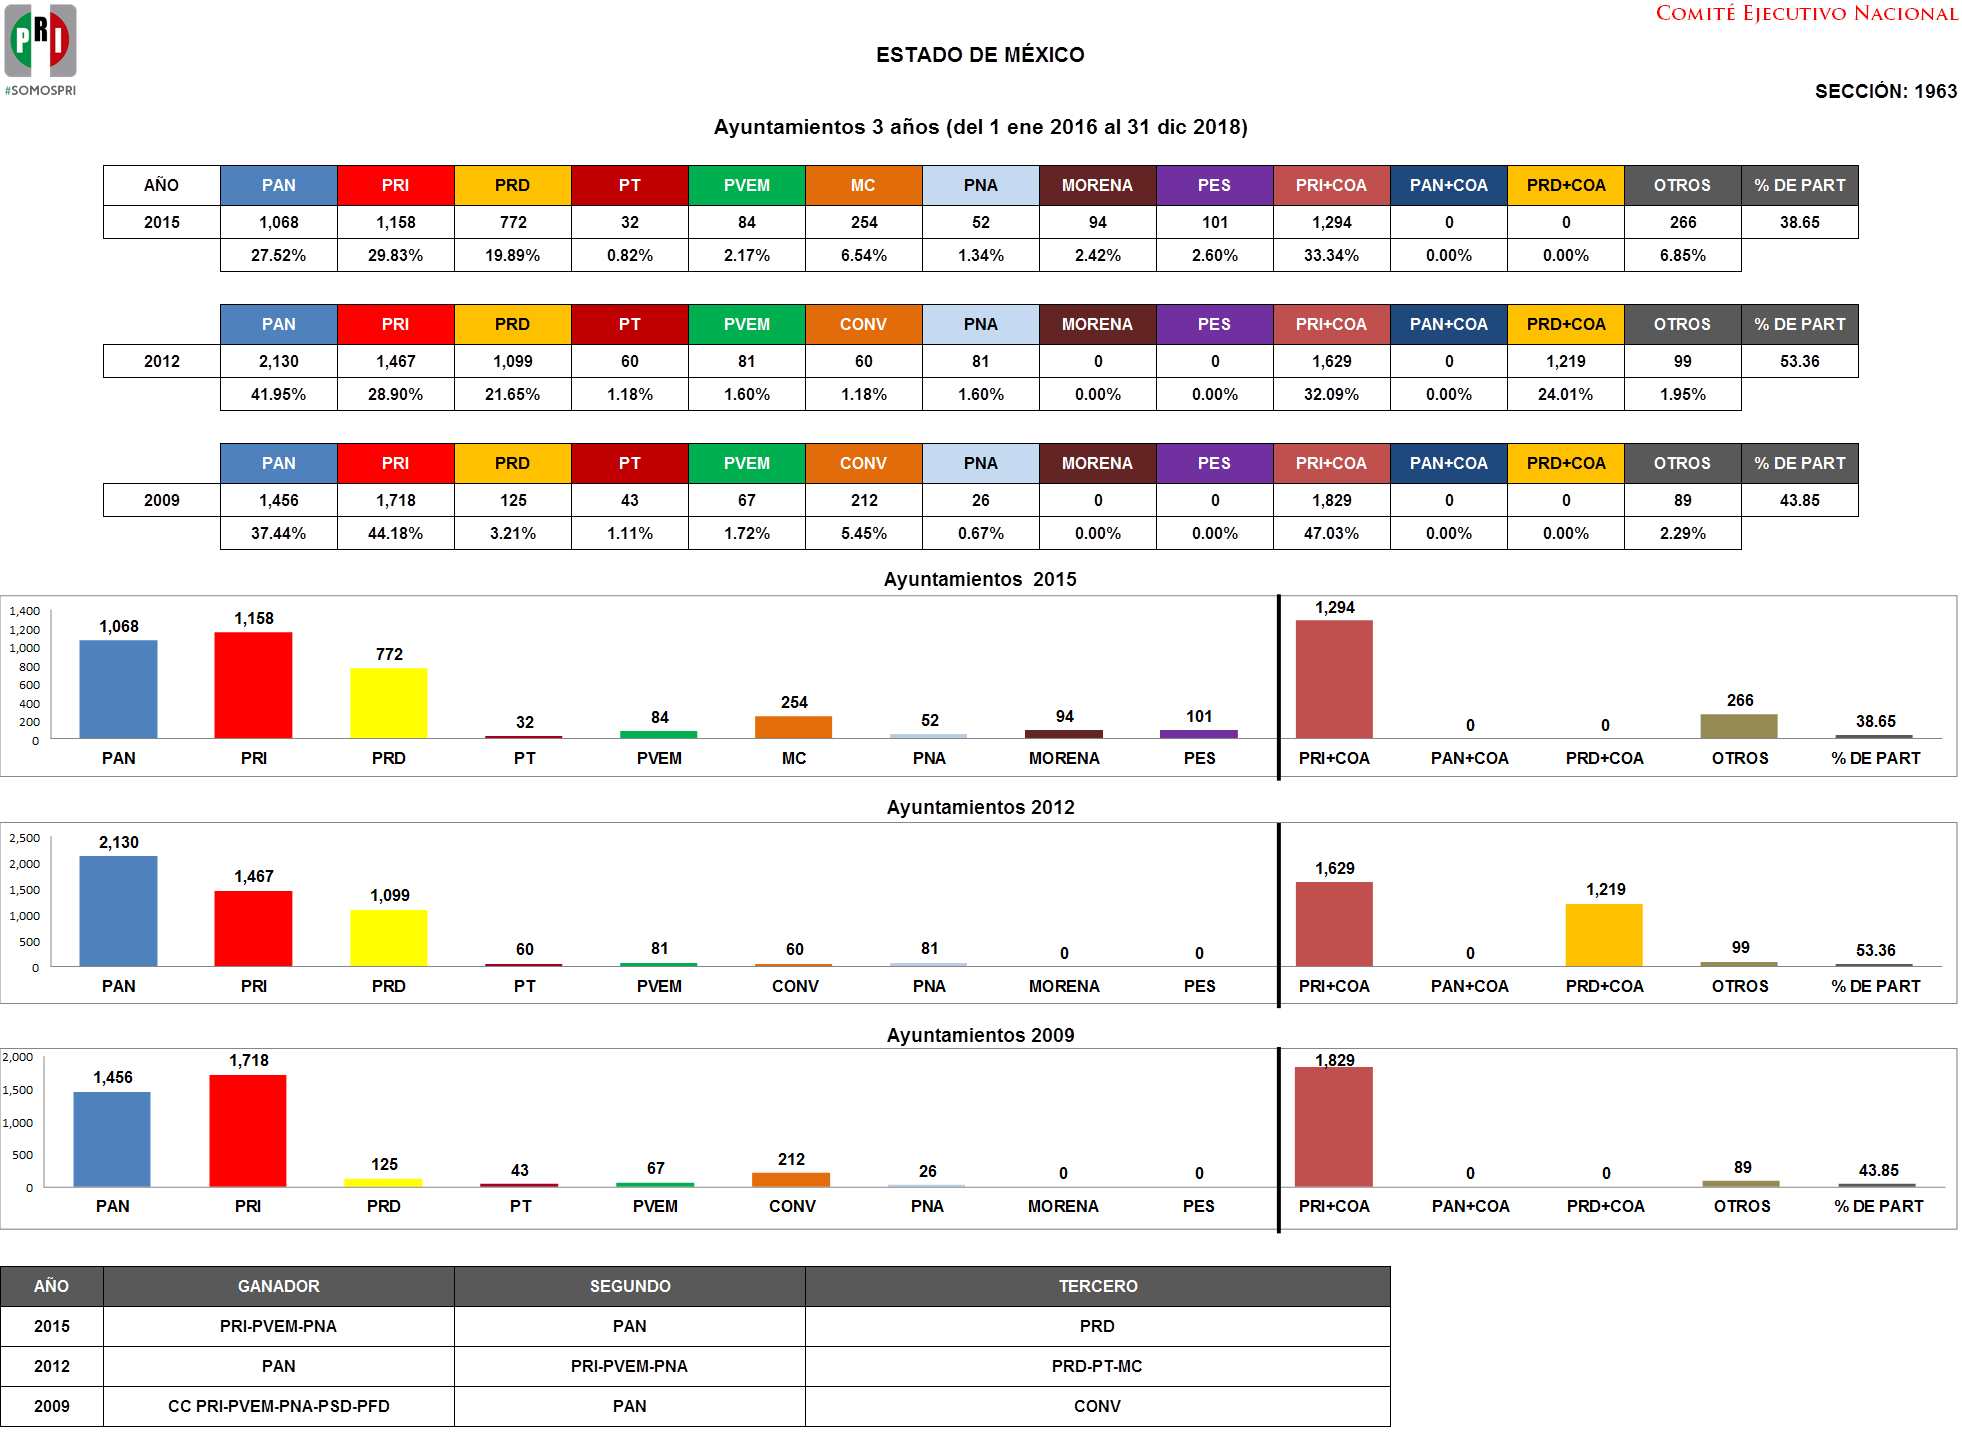 PRI
#SOMOSPRI
COMITÉ EJECUTIVO NACIONAL
ESTADO DE MÉXICO
SECCIÓN: 1963
Ayuntamientos 3 años (del 1 ene 2016 al 31 dic 2018)
AÑO PAN PRI PRD PT PVEM MC PNA MORENA PES PRI+COA PAN+COA PRD+COA OTROS % DE PART
2015 1,068 1,158 772 32 84 254 52 94 101 1,294 0 0 266 38.65
27.52% 29.83% 19.89% 0.82% 2.17% 6.54% 1.34% 2.42% 2.60% 33.34% 0.00% 0.00% 6.85%
PAN PRI PRD PT PVEM CONV PNA MORENA PES PRI+COA PAN+COA PRD+COA OTROS % DE PART
2012 2,130 1,467 1,099 60 81 60 81 0 0 1,629 0 1,219 99 53.36
41.95% 28.90% 21.65% 1.18% 1.60% 1.18% 1.60% 0.00% 0.00% 32.09% 0.00% 24.01% 1.95%
PAN PRI PRD PT PVEM CONV PNA MORENA PES PRI+COA PAN+COA PRD+COA OTROS % DE PART
2009 1,456 1,718 125 43 67 212 26 0 0 1,829 0 0 89 43.85
37.44% 44.18% 3.21% 1.11% 1.72% 5.45% 0.67% 0.00% 0.00% 47.03% 0.00% 0.00% 2.29%
Ayuntamientos 2015
1,400
1,200
1,000
800
600
400
200
0
1,068 1,158 772 32 84 254 52 94 101 1,294 0 0 266 38.65
PAN PRI PRD PT PVEM MC PNA MORENA PES PRI+COA PAN+COA PRD+COA OTROS % DE PART
Ayuntamientos 2012
2,500
2,000
1,500
1,000
500
0
2,130 1,467 1,099 60 81 60 81 0 0 1,629 0 1,219 99 53.36
PAN PRI PRD PT PVEM CONV PNA MORENA PES PRI+COA PAN+COA PRD+COA OTROS % DE PART
Ayuntamientos 2009
2,000
1,500
1,000
500
0
1,456 1,718 125 43 67 212 26 0 0 1,829 0 0 89 43.85
PAN PRI PRD PT PVEM CONV PNA MORENA PES PRI+COA PAN+COA PRD+COA OTROS % DE PART
AÑO GANADOR SEGUNDO TERCERO
2015 PRI-PVEM-PNA PAN PRD
2012 PAN PRI-PVEM-PNA PRD-PT-MC
2009 CC PRI-PVEM-PNA-PSD-PFD PAN CONV